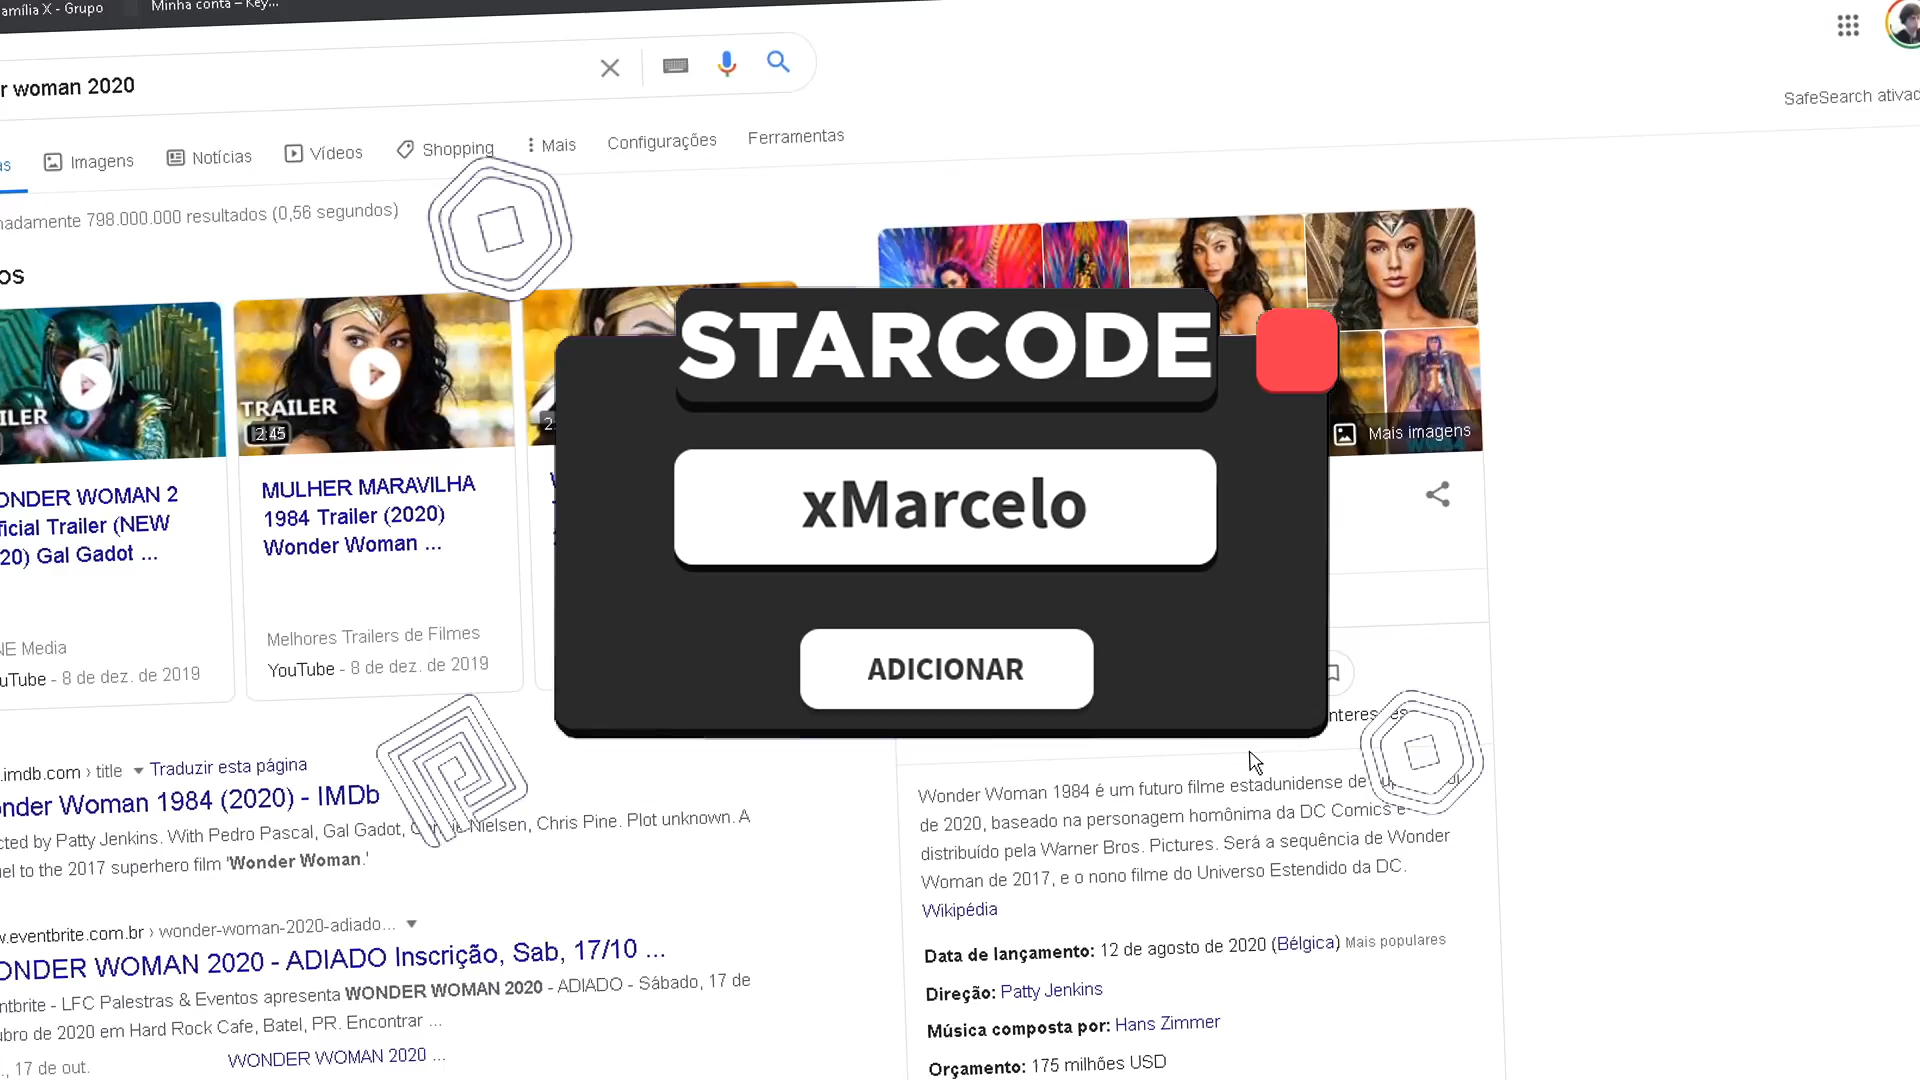 amília X - Grupo
Minha conta – Key...
r woman 2020
SafeSearch ativad
as
Imagens
Notícias
Vídeos
Shopping
Mais
Configurações
Ferramentas
nadamente 798.000.000 resultados (0,56 segundos)
os
STARCODE
xMarcelo
ADICIONAR
ILER
TRAILER
2:45
Mais imagens
ONDER WOMAN 2
ficial Trailer (NEW
20) Gal Gadot ...
NE Media
uTube - 8 de dez. de 2019
MULHER MARAVILHA
1984 Trailer (2020)
Wonder Woman ...
Melhores Trailers de Filmes
YouTube - 8 de dez. de 2019
.imdb.com › title
Traduzir esta página
nder Woman 1984 (2020) - IMDb
cted by Patty Jenkins. With Pedro Pascal, Gal Gadot, Nielsen, Chris Pine. Plot unknown. A
el to the 2017 superhero film 'Wonder Woman.'
w.eventbrite.com.br › wonder-woman-2020-adiado...
ONDER WOMAN 2020 - ADIADO Inscrição, Sab, 17/10 ...
ntbrite - LFC Palestras & Eventos apresenta WONDER WOMAN 2020 - ADIADO - Sábado, 17 de
ubro de 2020 em Hard Rock Cafe, Batel, PR. Encontrar ...
., 17 de out.
WONDER WOMAN 2020 ...
Wonder Woman 1984 é um futuro filme estadunidense de
de 2020, baseado na personagem homônima da DC Comics e
distribuído pela Warner Bros. Pictures. Será a sequência de Wonder
Woman de 2017, e o nono filme do Universo Estendido da DC.
Wikipédia
Data de lançamento: 12 de agosto de 2020 (Bélgica) Mais populares
Direção: Patty Jenkins
Música composta por: Hans Zimmer
Orçamento: 175 milhões USD